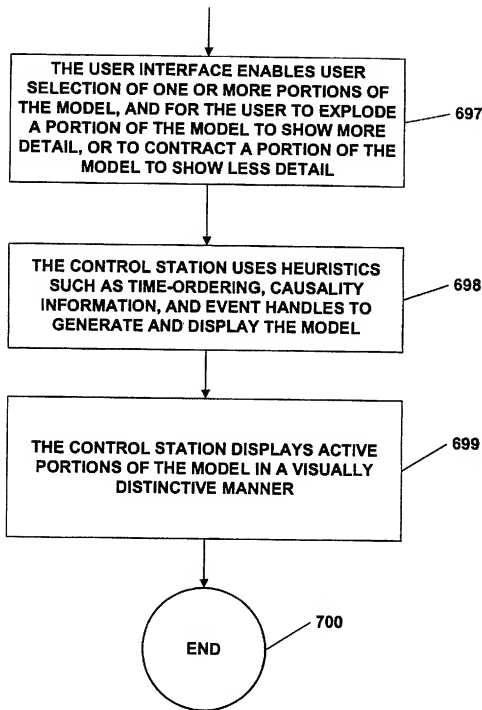 THE USER INTERFACE ENABLES USER
SELECTION OF ONE OR MORE PORTIONS OF
THE MODEL, AND FOR THE USER TO EXPLODE
A PORTION OF THE MODEL TO SHOW MORE
DETAIL, OR TO CONTRACT A PORTION OF THE
MODEL TO SHOW LESS DETAIL
697
THE CONTROL STATION USES HEURISTICS
SUCH AS TIME-ORDERING, CAUSALITY
INFORMATION, AND EVENT HANDLES TO
GENERATE AND DISPLAY THE MODEL
698
THE CONTROL STATION DISPLAYS ACTIVE
PORTIONS OF THE MODEL IN A VISUALLY
DISTINCTIVE MANNER
699
END
700